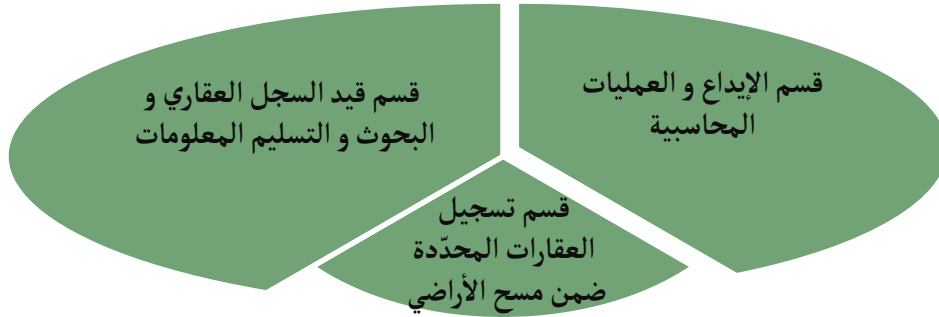 قسم الإيداع و العمليات
المحاسبية
قسم قيد السجل العقاري و
البحوث و التسليم المعلومات
قسم تسجيل
العقارات المحدّدة
ضمن مسح الأراضي